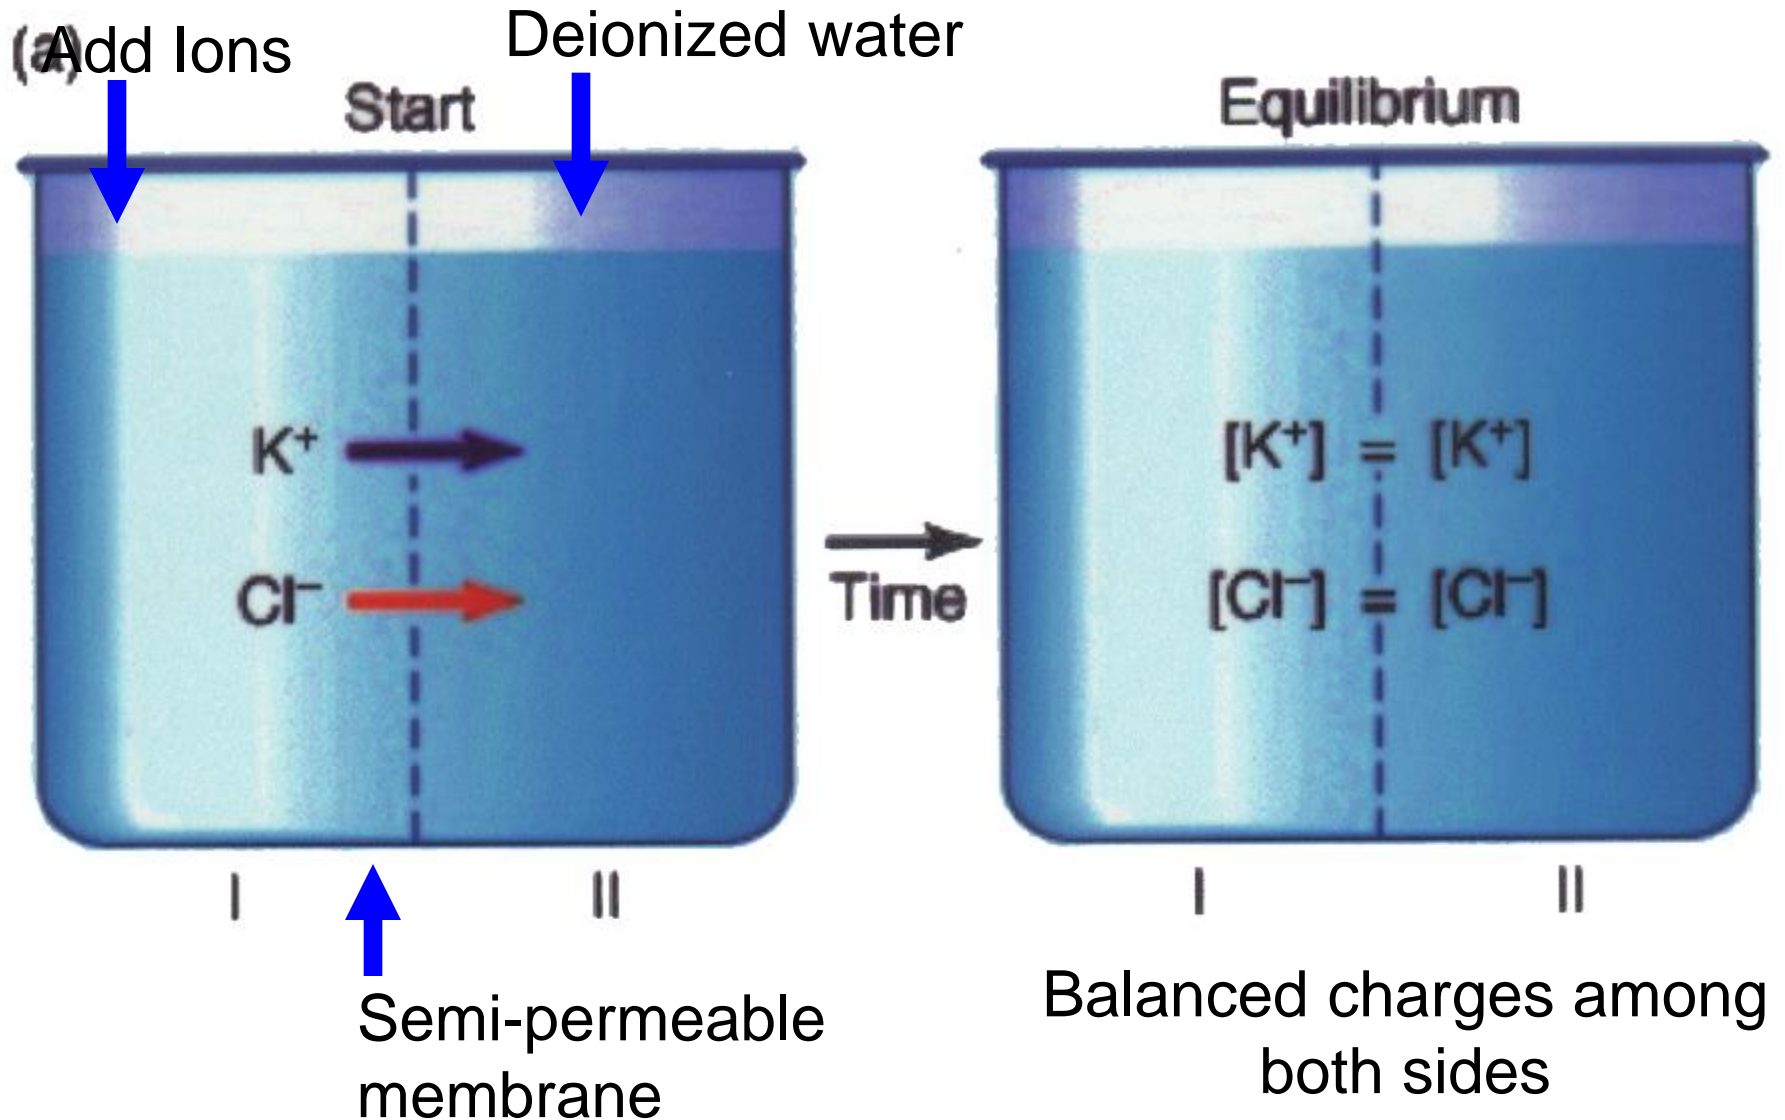 (a)
Add Ions
Deionized water
Start
Equilibrium
K⁺
Cl⁻
Time
[K⁺] = [K⁺]
[Cl⁻] = [Cl⁻]
I
II
I
II
Semi-permeable
membrane
Balanced charges among
both sides